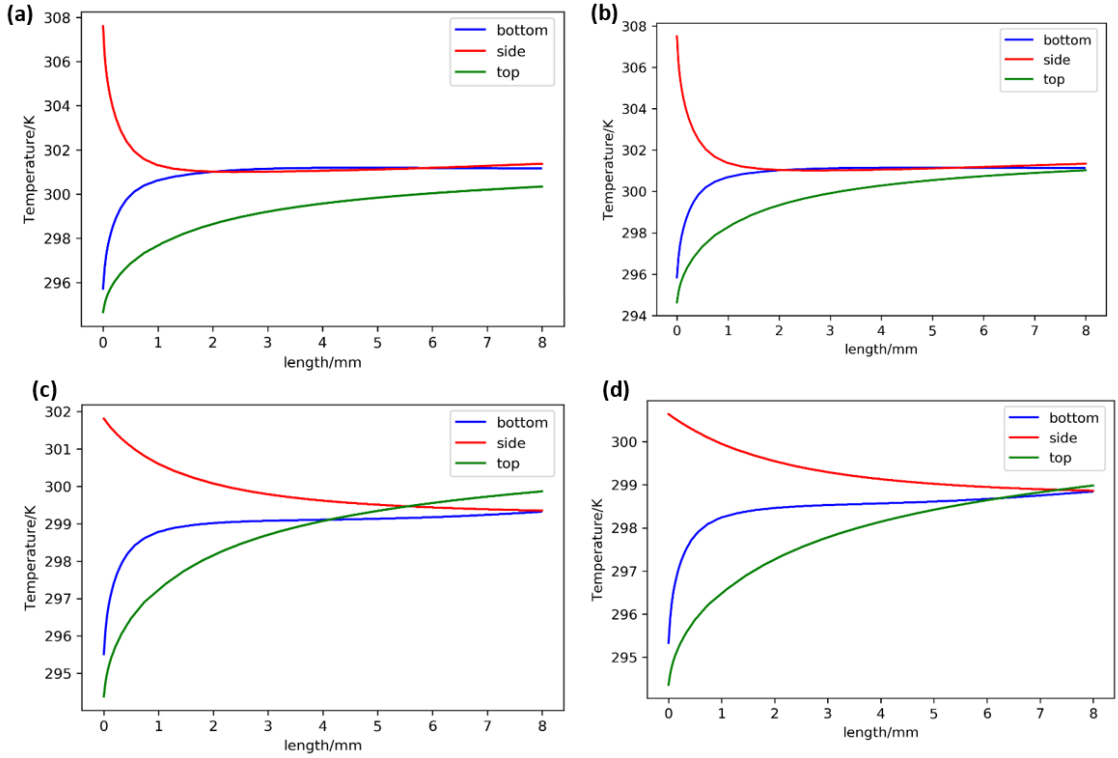 (a)
308
306
304
302
300
298
296
Temperature/K
0 1 2 3 4 5 6 7 8
length/mm
bottom
side
top
(b)
308
306
304
302
300
298
296
294
Temperature/K
0 1 2 3 4 5 6 7 8
length/mm
bottom
side
top
(c)
302
301
300
299
298
297
296
295
Temperature/K
0 1 2 3 4 5 6 7 8
length/mm
bottom
side
top
(d)
300
299
298
297
296
295
Temperature/K
0 1 2 3 4 5 6 7 8
length/mm
bottom
side
top